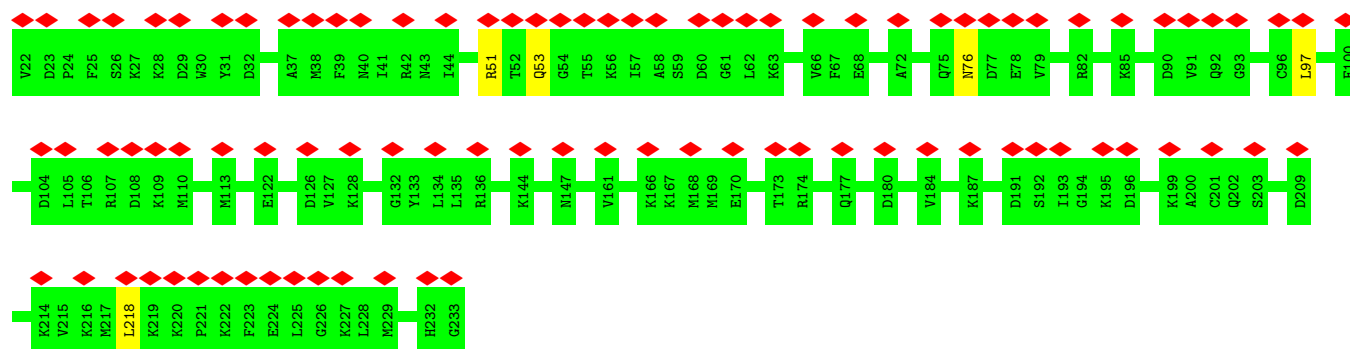 V22 D23 P24 F25 S26 K27 K28 D29 W30 Y31 D32 A37 M38 F39 N40 I41 R42 N43 I44 R51 T52 Q53 G54 T55 K56 I57 A58 S59 D60 G61 L62 K63 V66 F67 E68 A72 Q75 N76 D77 E78 V79 R82 K85 D90 V91 Q92 G93 C96 L97
D104 L105 T106 R107 D108 K109 M110 M113 E122 D126 V127 K128 G132 Y133 L134 L135 R136 K144 N147 V161 K166 K167 M168 M169 E170 T173 R174 Q177 D180 V184 K187 D191 S192 I193 G194 K195 D196 K199 A200 C201 Q202 S203 D209
K214 V215 K216 M217 L218 K219 K220 P221 K222 F223 E224 L225 G226 K227 L228 M229 H232 G233